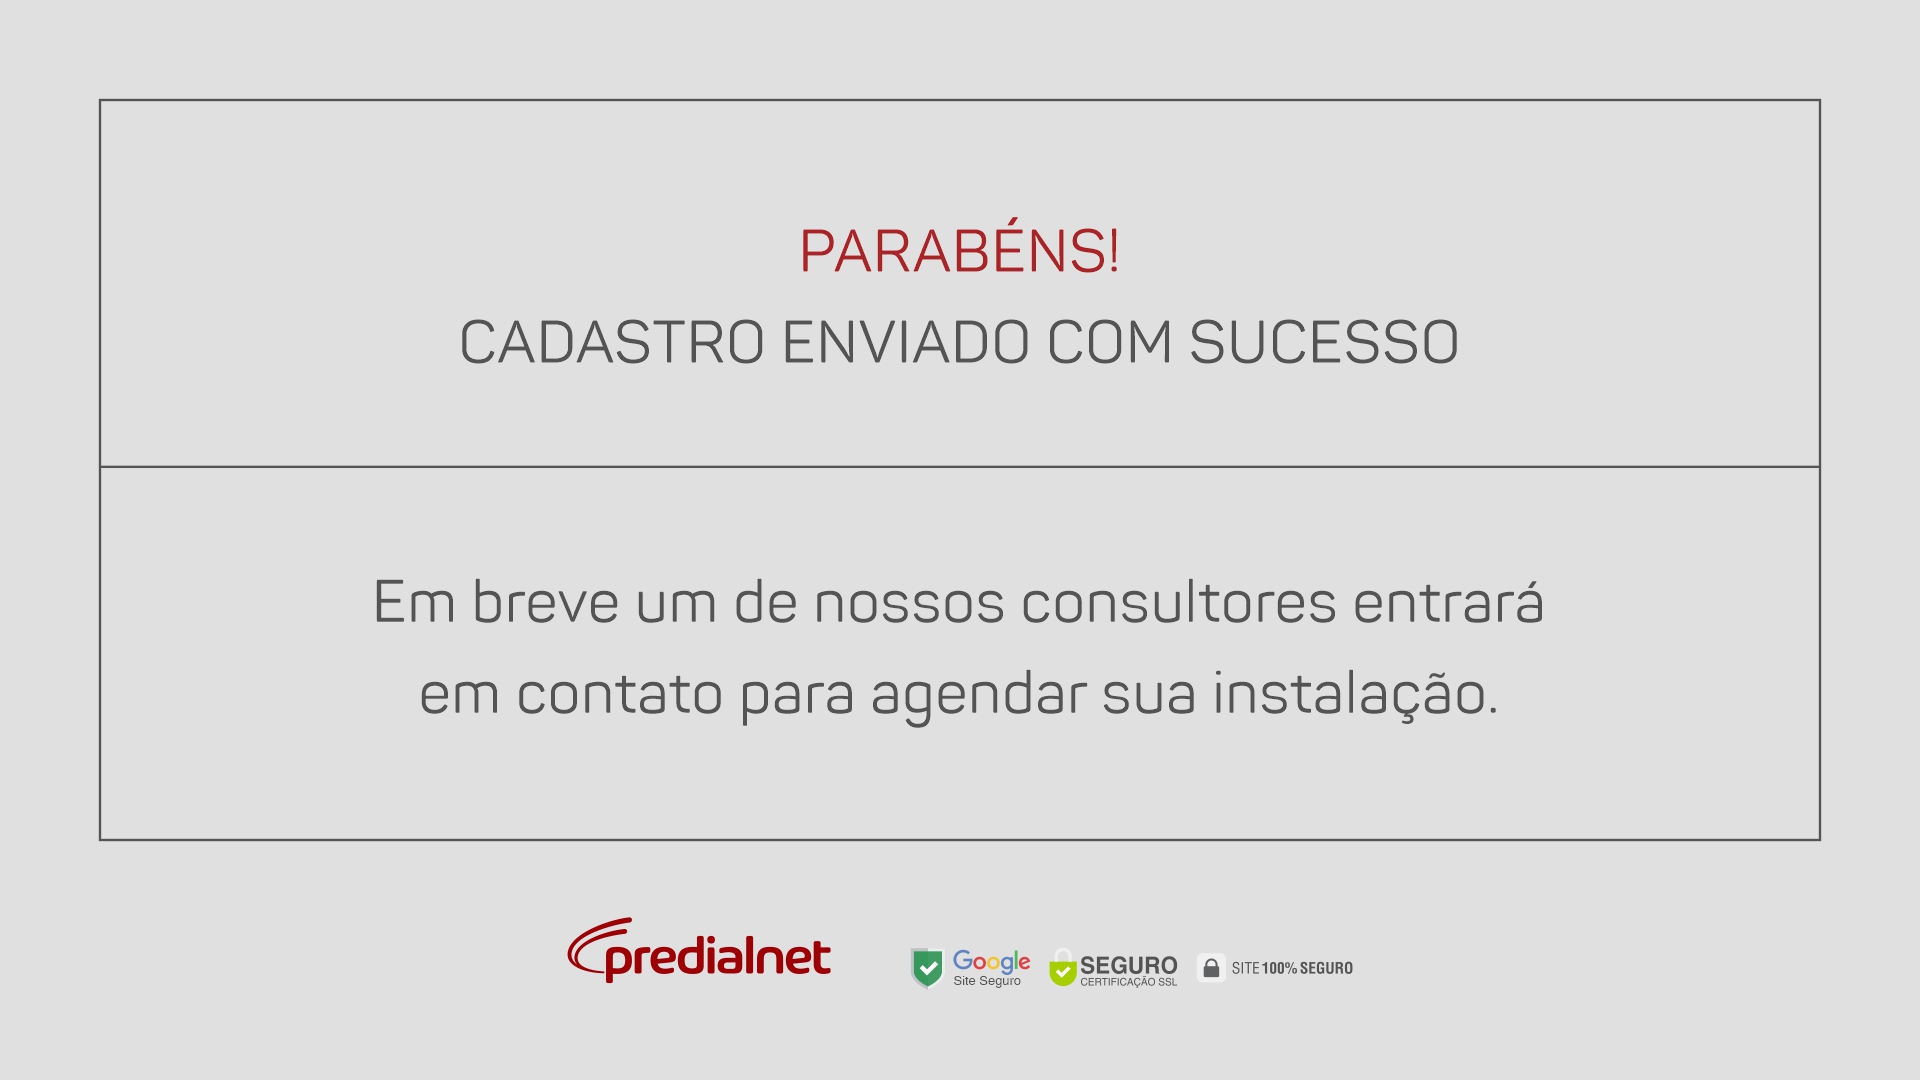 PARABÉNS!
CADASTRO ENVIADO COM SUCESSO
Em breve um de nossos consultores entrará
em contato para agendar sua instalação.
predialnet
Google
Site Seguro
SEGURO
CERTIFICAÇÃO SSL
SITE 100% SEGURO